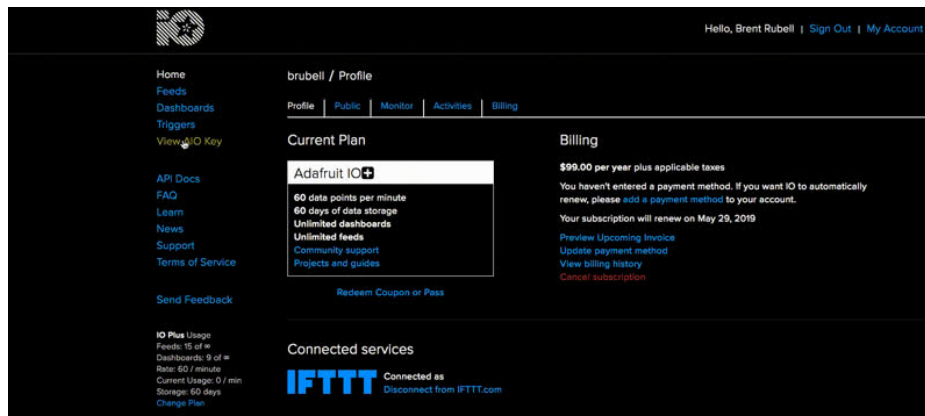 iO
Hello, Brent Rubell | Sign Out | My Account
Home
Feeds
Dashboards
Triggers
View AIO Key
API Docs
FAQ
Learn
News
Support
Terms of Service
Send Feedback
IO Plus Usage
Feeds: 15 of ∞
Dashboards: 9 of ∞
Rate: 60 / minute
Current Usage: 0 / min
Storage: 60 days
Change Plan
brubell / Profile
Profile | Public | Monitor | Activities | Billing
Current Plan
Adafruit IO+
60 data points per minute
60 days of data storage
Unlimited dashboards
Unlimited feeds
Community support
Projects and guides
Redeem Coupon or Pass
Billing
$99.00 per year plus applicable taxes
You haven't entered a payment method. If you want IO to automatically
renew, please add a payment method to your account.
Your subscription will renew on May 29, 2019
Preview Upcoming Invoice
Update payment method
View billing history
Cancel subscription
Connected services
IFTTT
Connected as
Disconnect from IFTTT.com